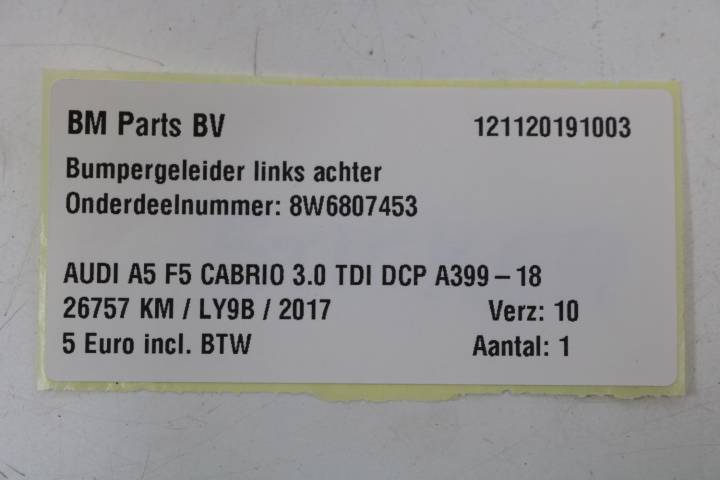 BM Parts BV 121120191003
Bumpergeleider links achter
Onderdeelnummer: 8W6807453
AUDI A5 F5 CABRIO 3.0 TDI DCP A399 – 18
26757 KM / LY9B / 2017 Verz: 10
5 Euro incl. BTW Aantal: 1